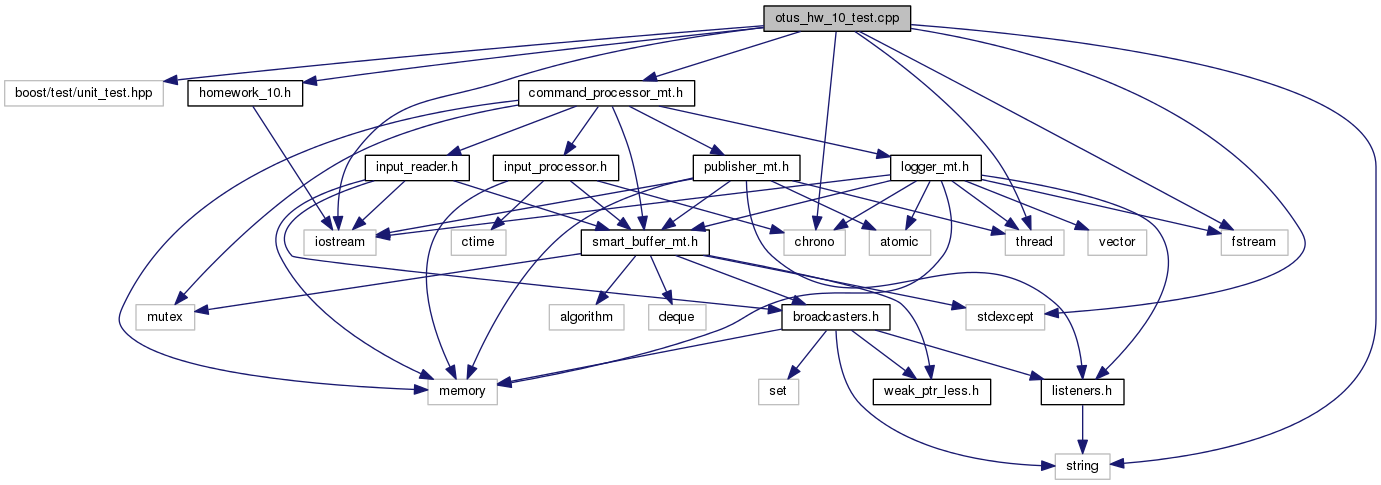 otus_hw_10_test.cpp
boost/test/unit_test.hpp
homework_10.h
command_processor_mt.h
input_reader.h
input_processor.h
publisher_mt.h
logger_mt.h
iostream
ctime
smart_buffer_mt.h
chrono
atomic
thread
vector
fstream
mutex
algorithm
deque
broadcasters.h
stdexcept
memory
set
weak_ptr_less.h
listeners.h
string